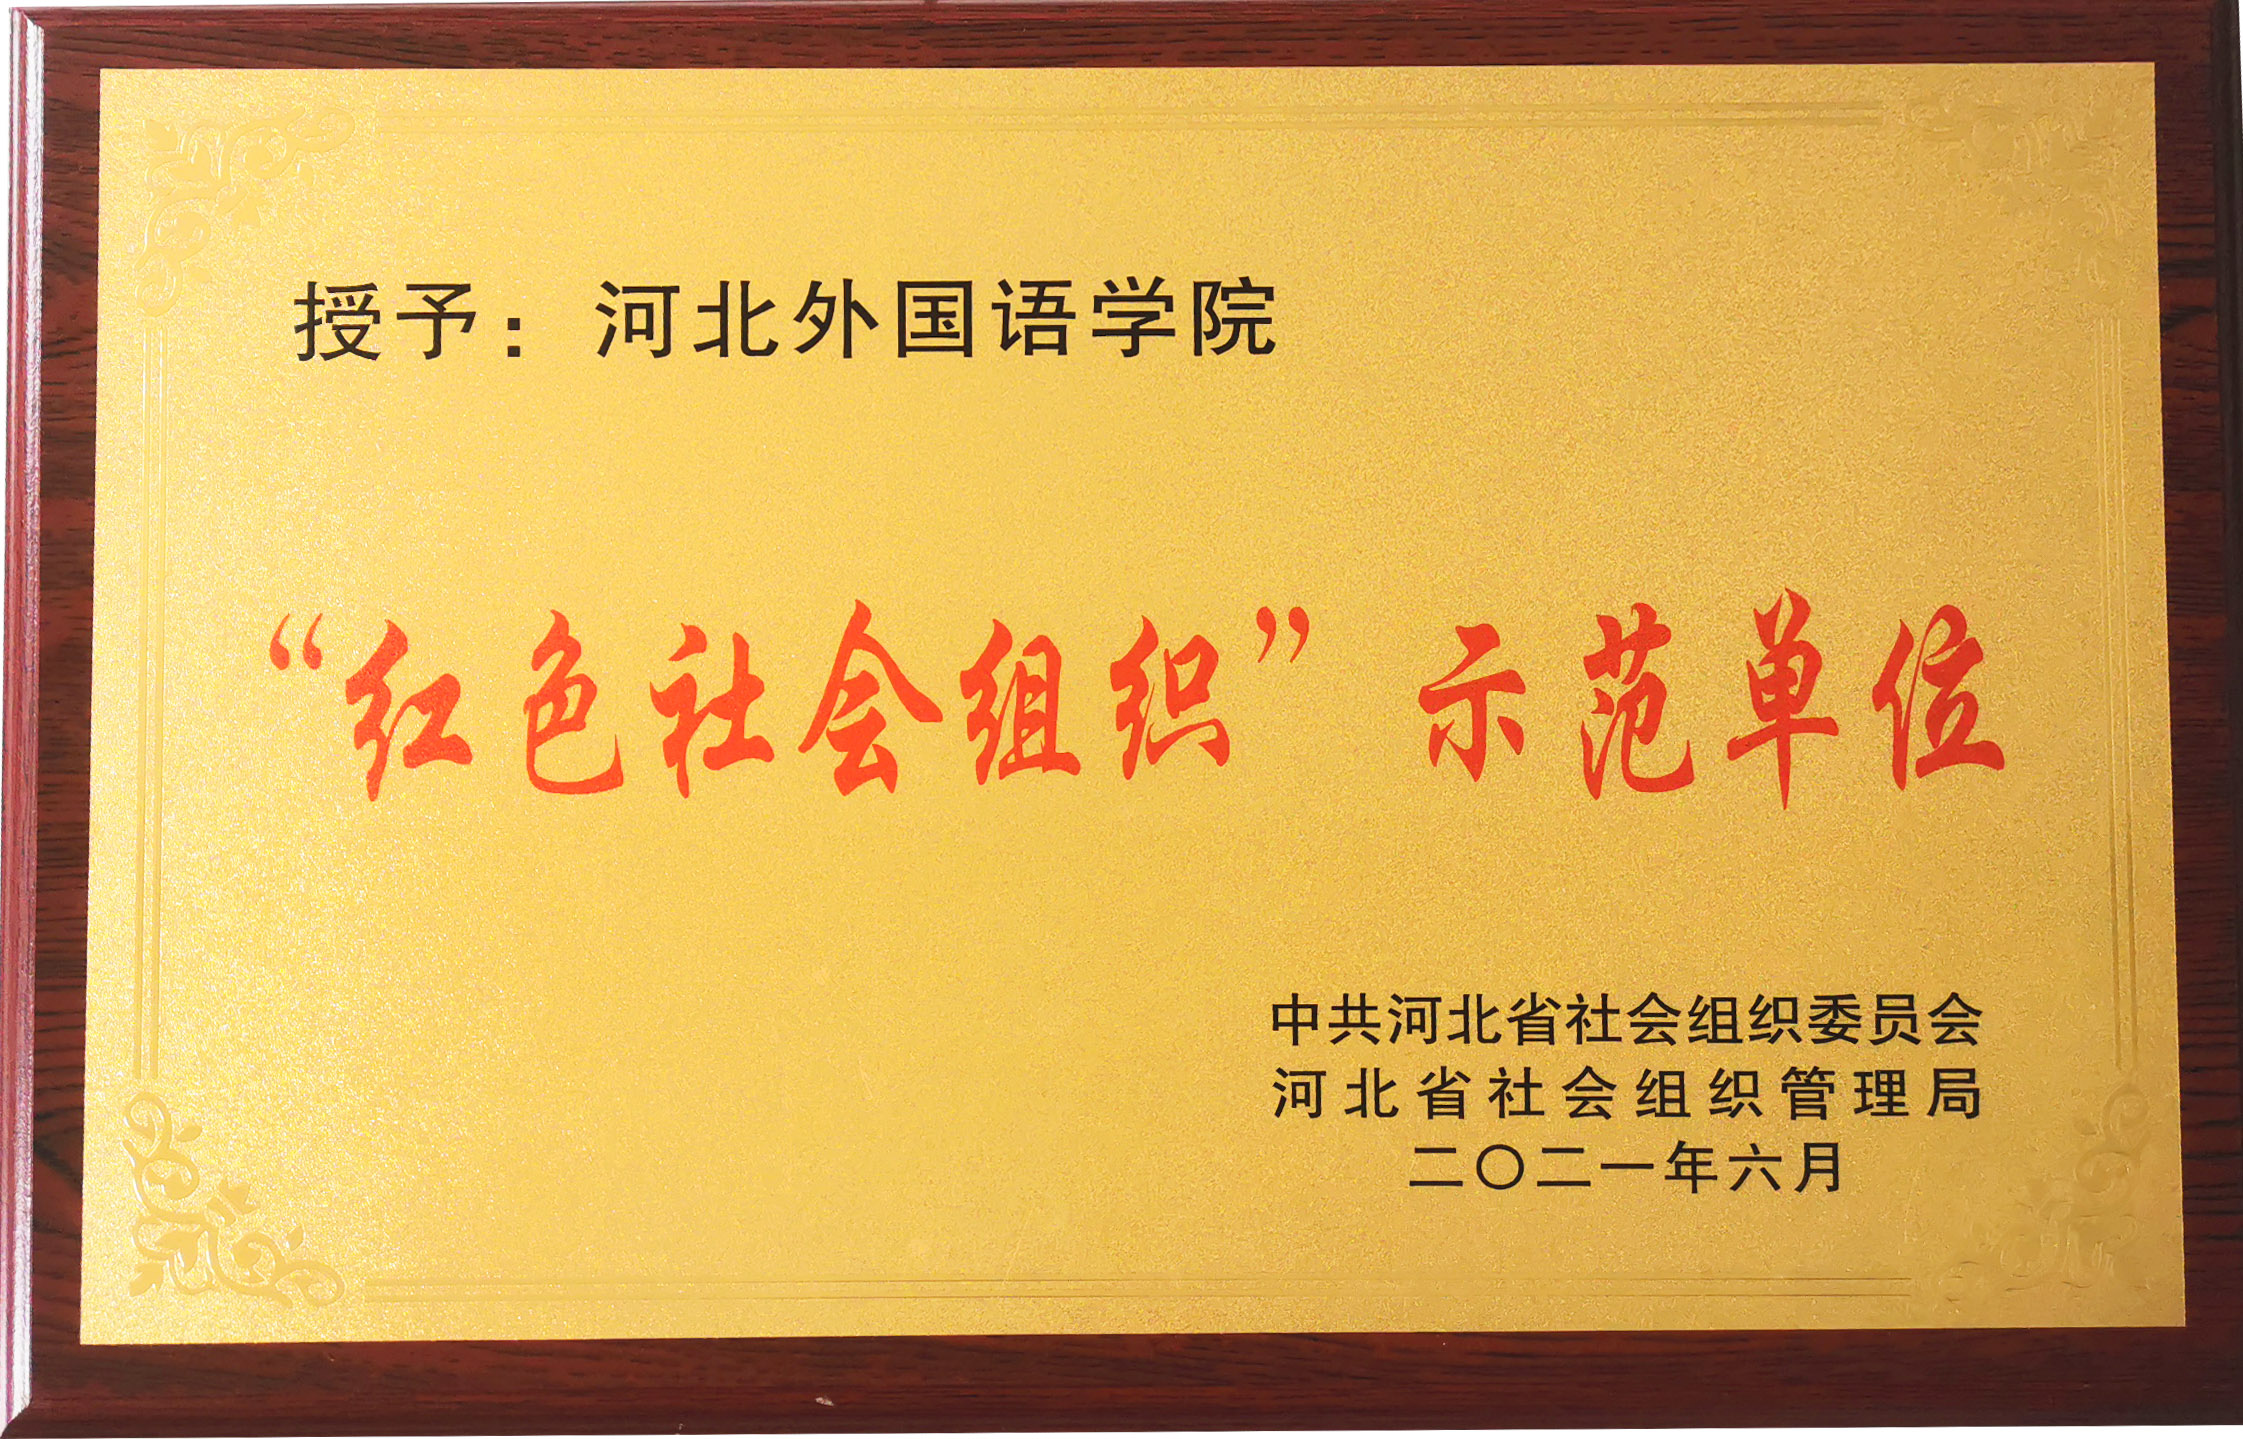 授予：河北外国语学院
“红色社会组织”示范单位
中共河北省社会组织委员会
河北省社会组织管理局
二〇二一年六月